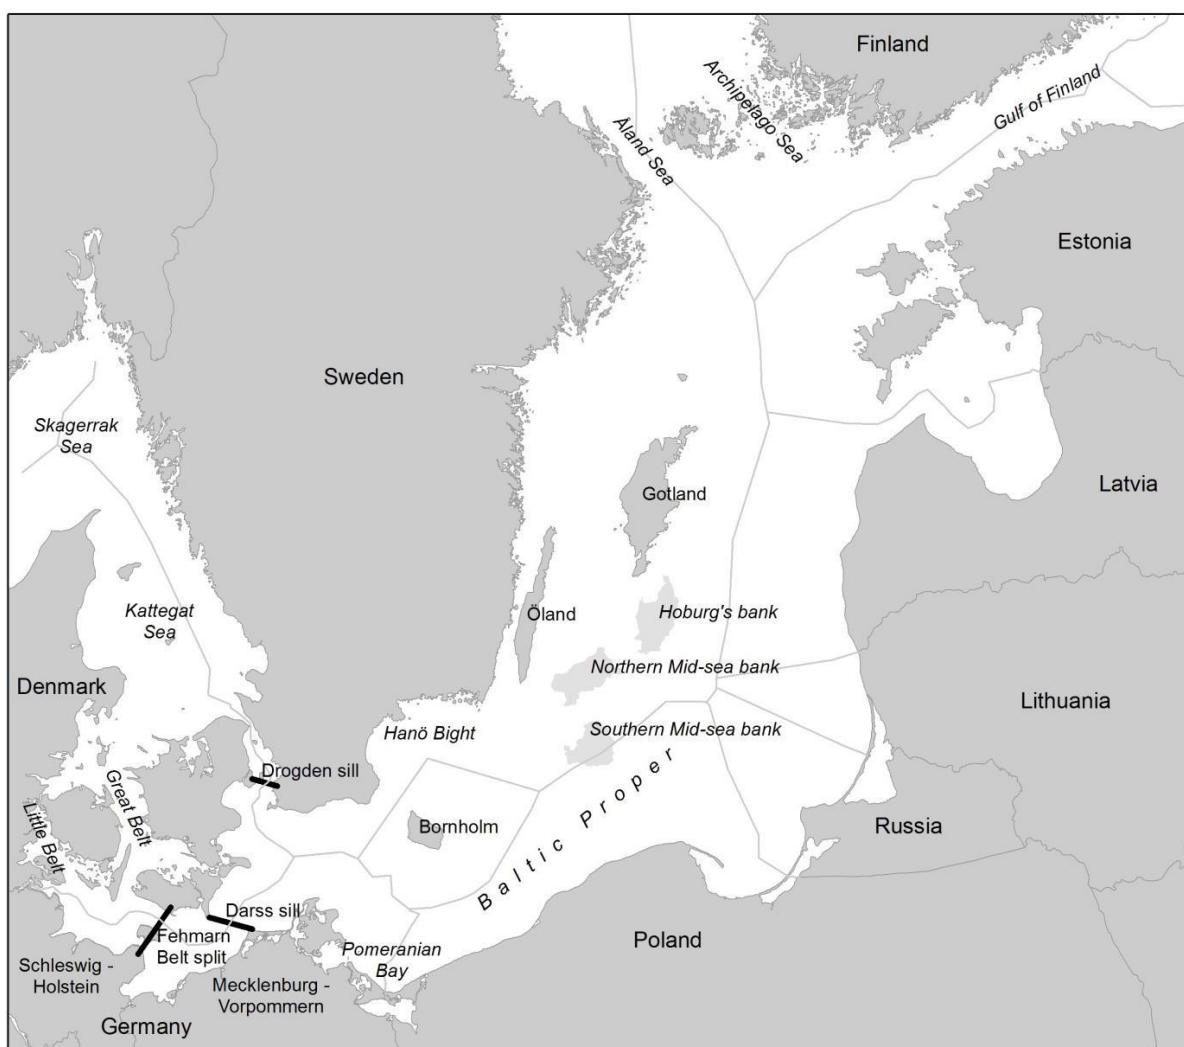 Finland
Archipelago Sea
Gulf of Finland
Åland Sea
Estonia
Sweden
Skagerrak
Sea
Gotland
Latvia
Kattegat
Sea
Öland
Hoburg's bank
Northern Mid-sea bank
Denmark
Lithuania
Hanö Bight
Southern Mid-sea bank
Drogden sill
Great Belt
Little Belt
Bornholm
Baltic Proper
Russia
Darss sill
Fehmarn
Belt split
Poland
Pomeranian
Bay
Schleswig -
Holstein
Mecklenburg -
Vorpommern
Germany